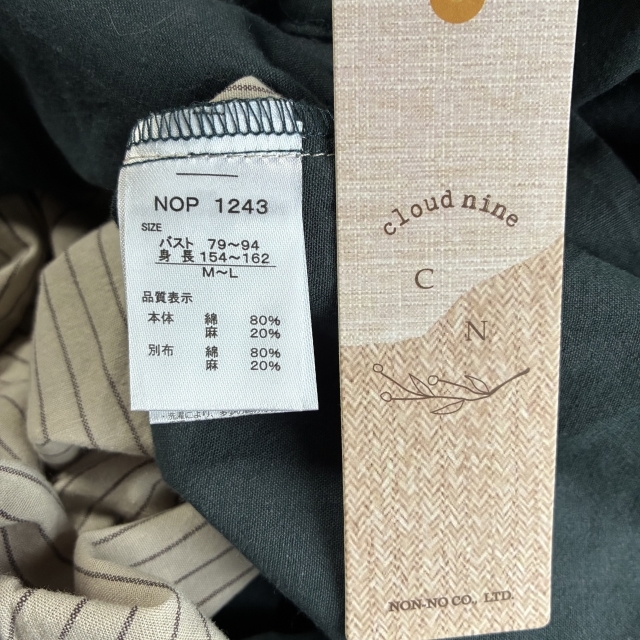 NOP 1243
SIZE
バスト 79～94
身 長 154～162
M～L
品質表示
本体 綿 80%
麻 20%
別布 綿 80%
麻 20%
cloud nine
C
N
NON-NO CO., LTD.